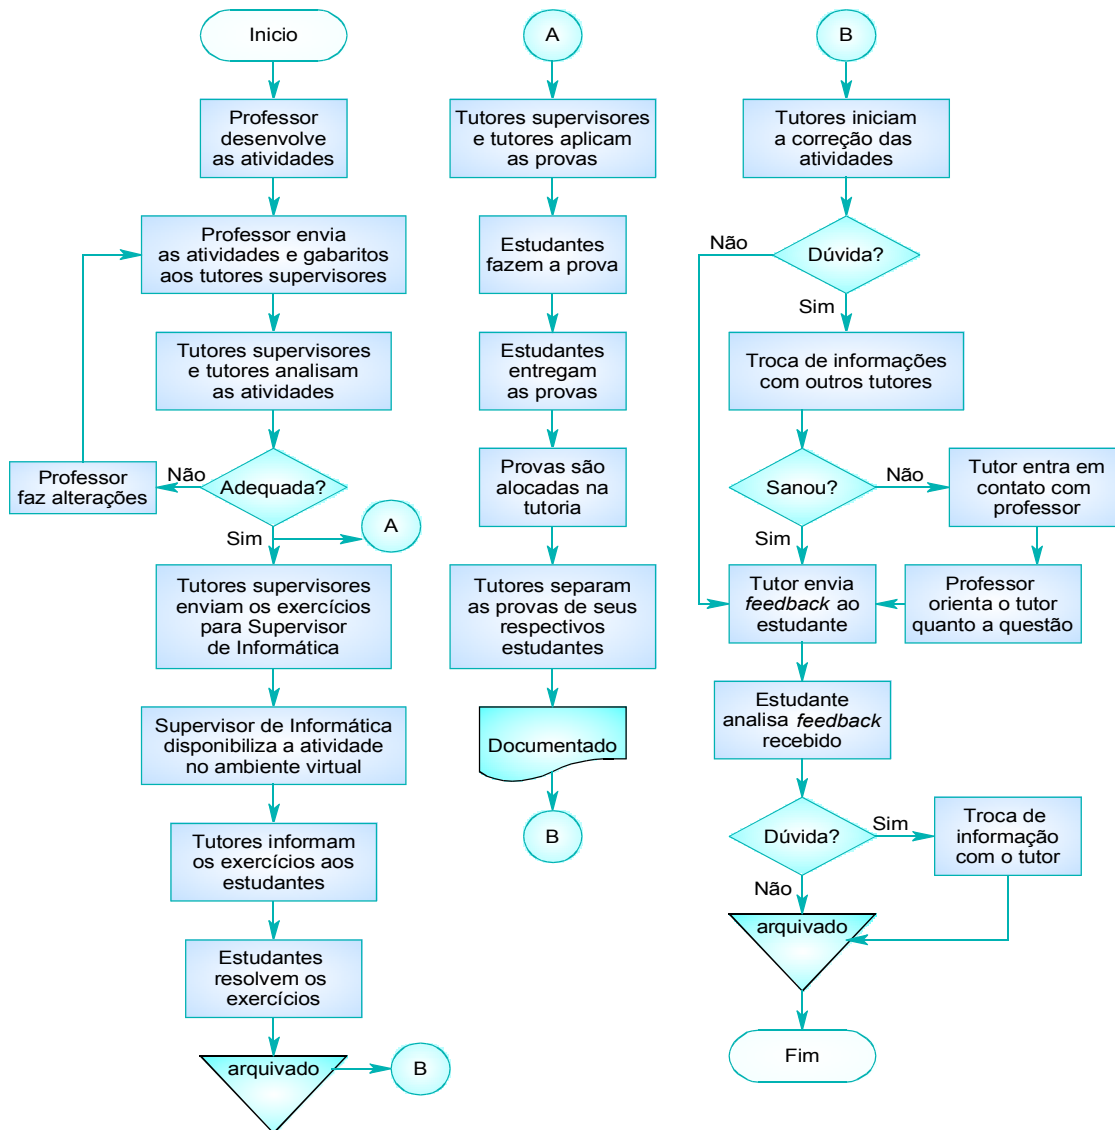 Inicio
Professor
desenvolve
as atividades
Professor envia
as atividades e gabaritos
aos tutores supervisores
Tutores supervisores
e tutores analisam
as atividades
Adequada?
Não
Professor
faz alterações
Sim
A
Tutores supervisores
enviam os exercícios
para Supervisor
de Informática
Supervisor de Informática
disponibiliza a atividade
no ambiente virtual
Tutores informam
os exercícios aos
estudantes
Estudantes
resolvem os
exercícios
arquivado
B
A
Tutores supervisores
e tutores aplicam
as provas
Estudantes
fazem a prova
Estudantes
entregam
as provas
Provas são
alocadas na
tutoria
Tutores separam
as provas de seus
respectivos
estudantes
Documentado
B
B
Tutores iniciam
a correção das
atividades
Não
Dúvida?
Sim
Troca de informações
com outros tutores
Sanou?
Não
Tutor entra em
contato com
professor
Sim
Tutor envia
feedback ao
estudante
Professor
orienta o tutor
quanto a questão
Estudante
analisa feedback
recebido
Dúvida?
Sim
Troca de
informação
com o tutor
Não
arquivado
Fim